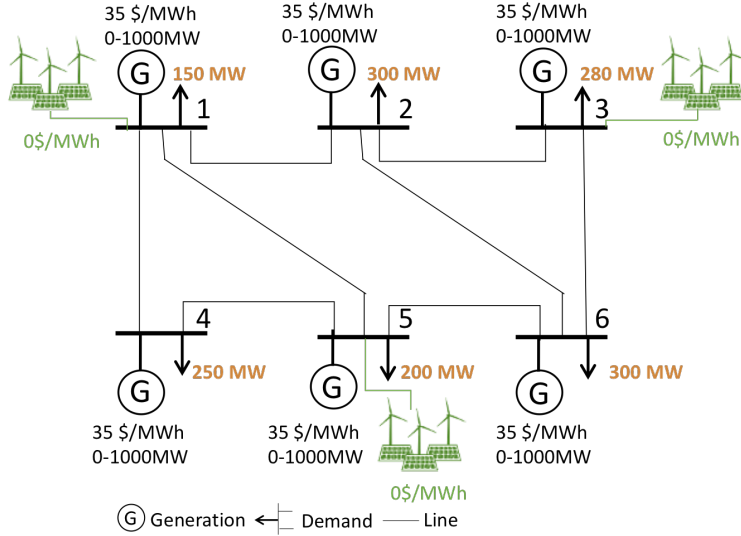 35 $/MWh
0-1000MW
35 $/MWh
0-1000MW
35 $/MWh
0-1000MW
G
150 MW
G
300 MW
G
280 MW
1
2
3
0$/MWh
0$/MWh
4
5
6
250 MW
200 MW
300 MW
G
G
G
35 $/MWh
0-1000MW
35 $/MWh
0-1000MW
35 $/MWh
0-1000MW
0$/MWh
G Generation Demand Line